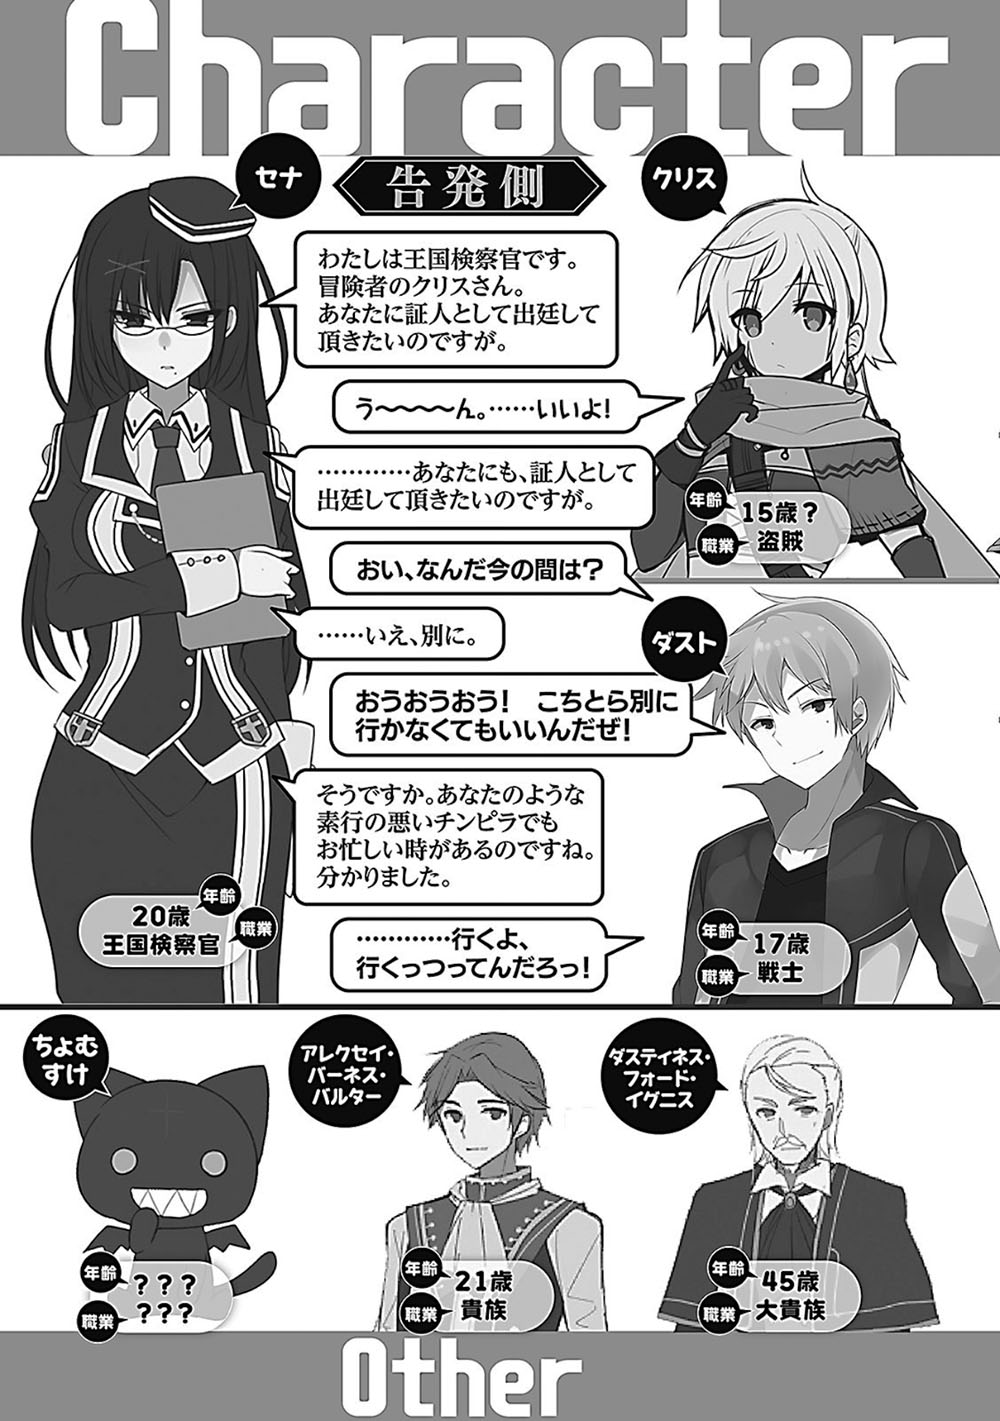 Character
告発側
セナ
クリス
わたしは王国検察官です。
冒険者のクリスさん。
あなたに証人として出廷して
頂きたいのですが。
う〜〜〜〜ん。……いいよ!
…………あなたにも、証人として
出廷して頂きたいのですが。
年齢
15歳?
職業
盗賊
おい、なんだ今の間は?
……いえ、別に。
ダスト
おうおうおう! こちとら別に
行かなくてもいいんだぜ!
そうですか。あなたのような
素行の悪いチンピラでも
お忙しい時があるのですね。
分かりました。
…………行くよ、
行くっつってんだろっ!
年齢
20歳
職業
王国検察官
年齢
17歳
職業
戦士
ちょむ
すけ
年齢
???
職業
???
アレクセイ・
バーネス・
バルター
年齢
21歳
職業
貴族
ダスティネス・
フォード・
イグニス
年齢
45歳
職業
大貴族
Other